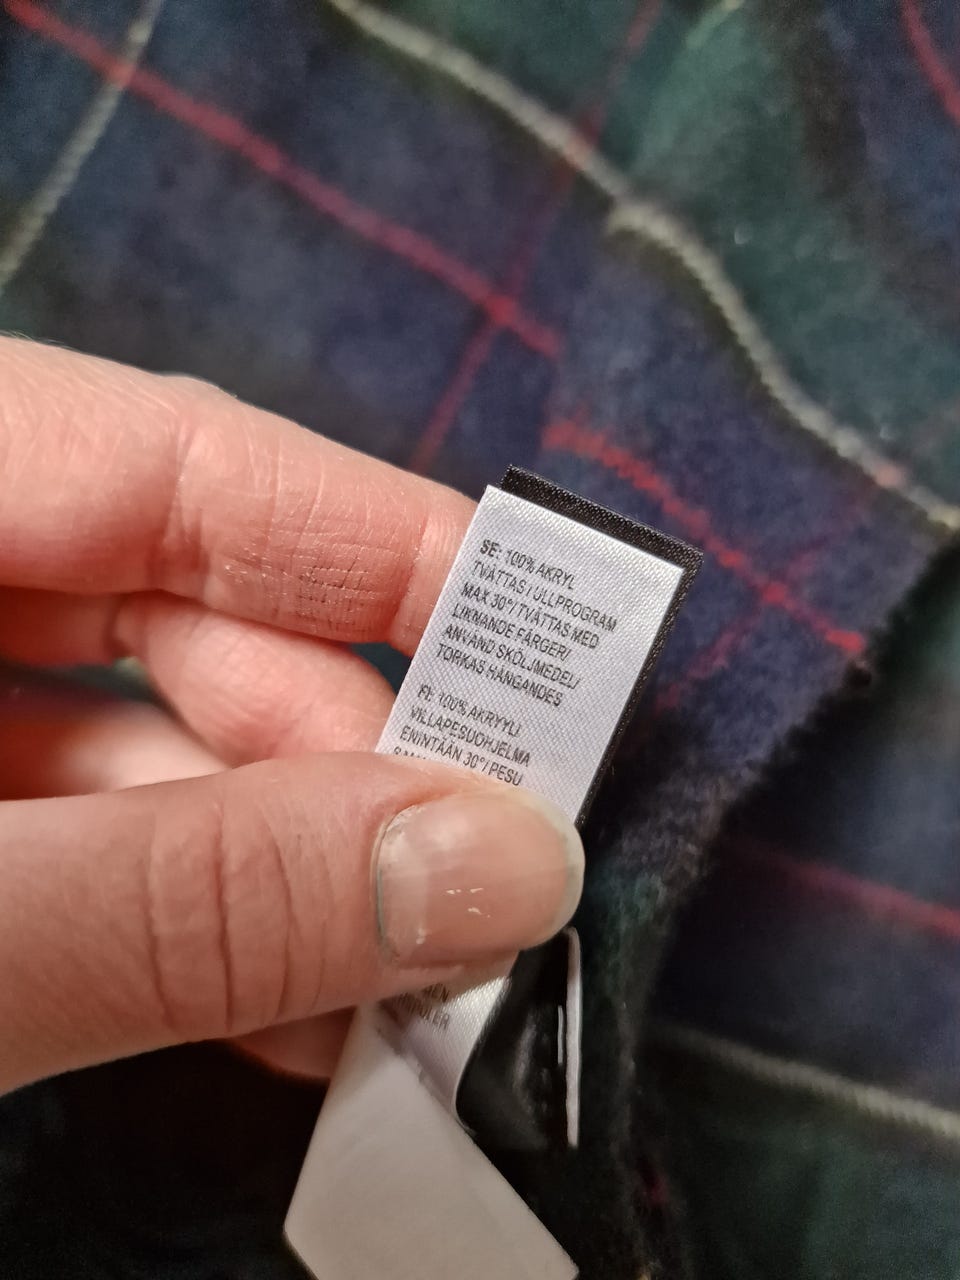 SE: 100% AKRYL
TVÄTTAS I ULLPROGRAM
MAX 30°/TVÄTTAS MED
LIKNANDE FÄRGER/
ANVÄND SKÖLJMEDEL/
TORKAS HÄNGANDES
FI: 100% AKRYYLI
VILLAPESUOHJELMA
ENINTÄÄN 30°/PESU